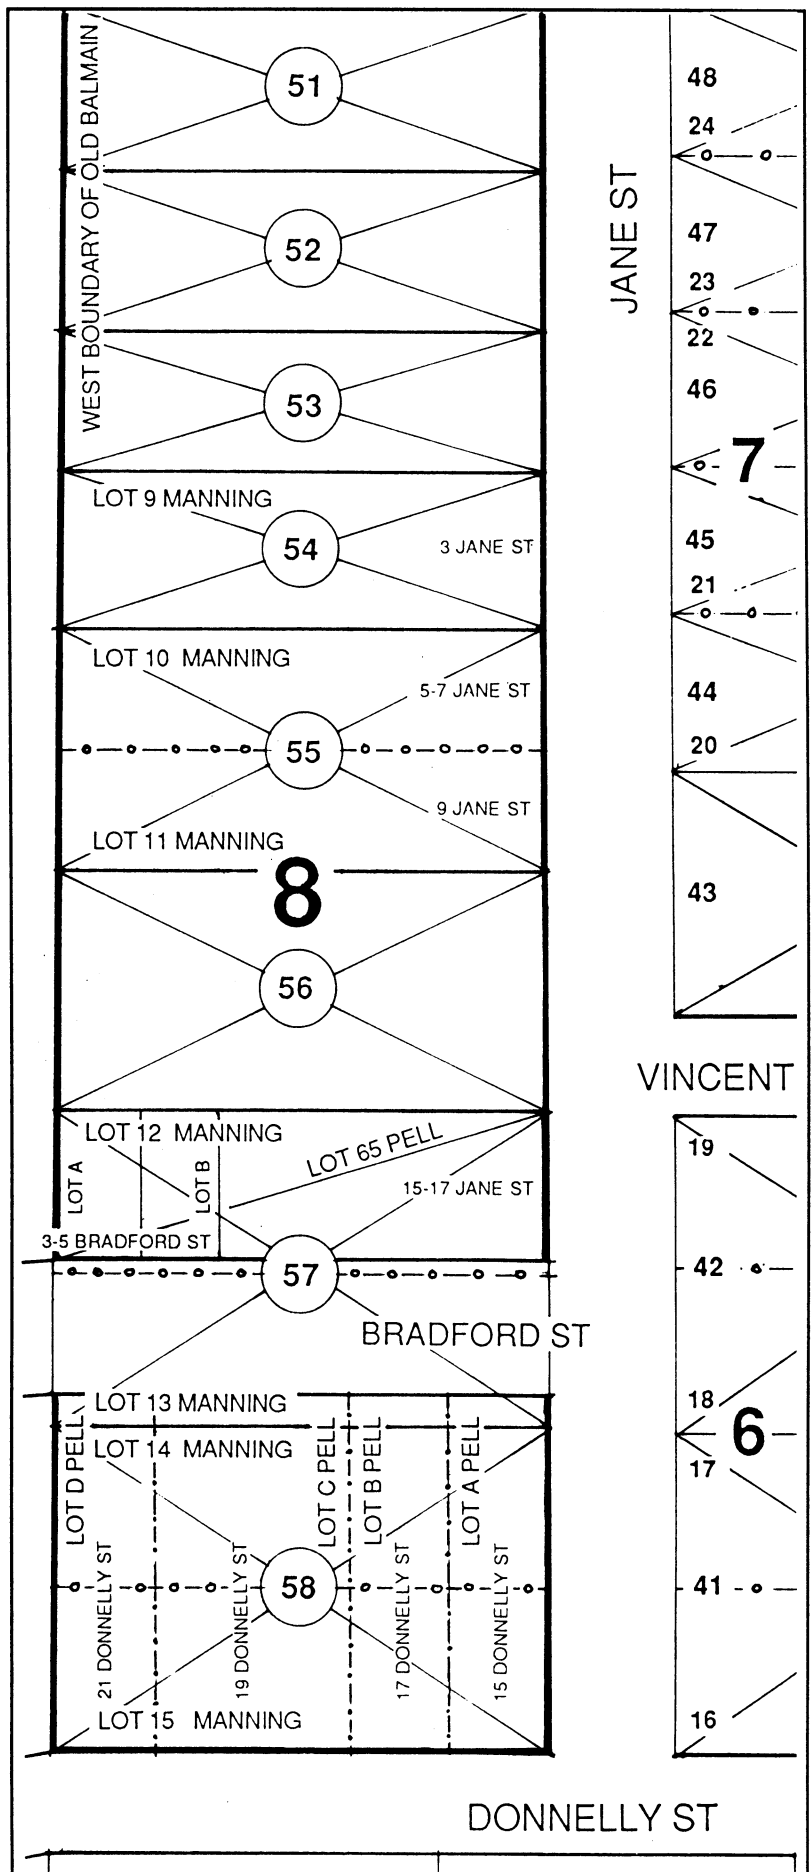 WEST BOUNDARY OF OLD BALMAIN
51
52
53
LOT 9 MANNING
54
3 JANE ST
LOT 10 MANNING
5-7 JANE ST
55
9 JANE ST
LOT 11 MANNING
8
56
LOT 12 MANNING
LOT 65 PELL
LOT A
LOT B
15-17 JANE ST
3-5 BRADFORD ST
57
BRADFORD ST
LOT 13 MANNING
LOT 14 MANNING
LOT D PELL
LOT C PELL
LOT B PELL
LOT A PELL
58
21 DONNELLY ST
19 DONNELLY ST
17 DONNELLY ST
15 DONNELLY ST
LOT 15 MANNING
JANE ST
48
24
47
23
22
46
7
45
21
44
20
43
VINCENT
19
42
18
6
17
41
16
DONNELLY ST